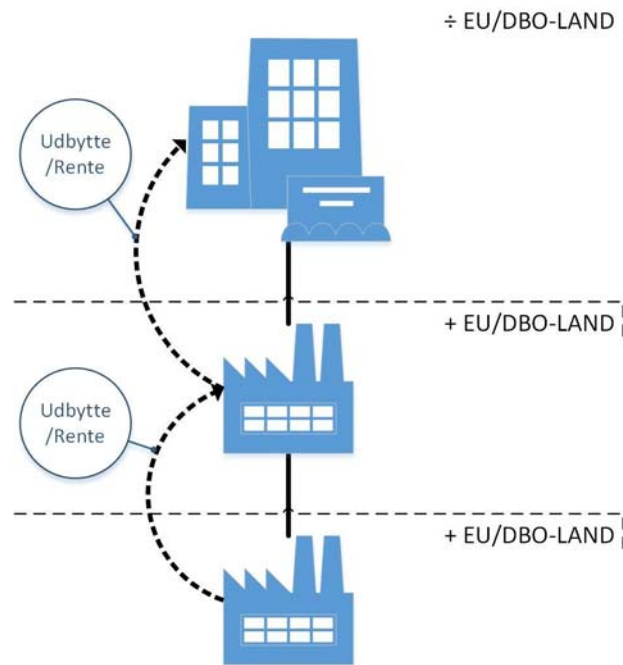 ÷ EU/DBO-LAND
Udbytte
/Rente
+ EU/DBO-LAND
Udbytte
/Rente
+ EU/DBO-LAND